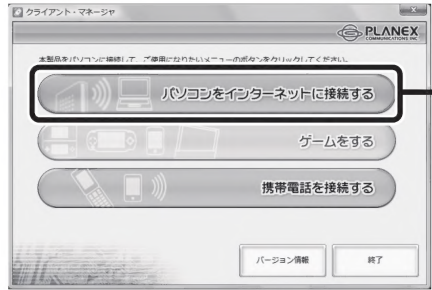 クライアント・マネージャ
PLANEX
COMMUNICATIONS INC
本製品をパソコンに接続して、ご使用になりたいメニューのボタンをクリックしてください。
パソコンをインターネットに接続する
ゲームをする
携帯電話を接続する
バージョン情報
終了